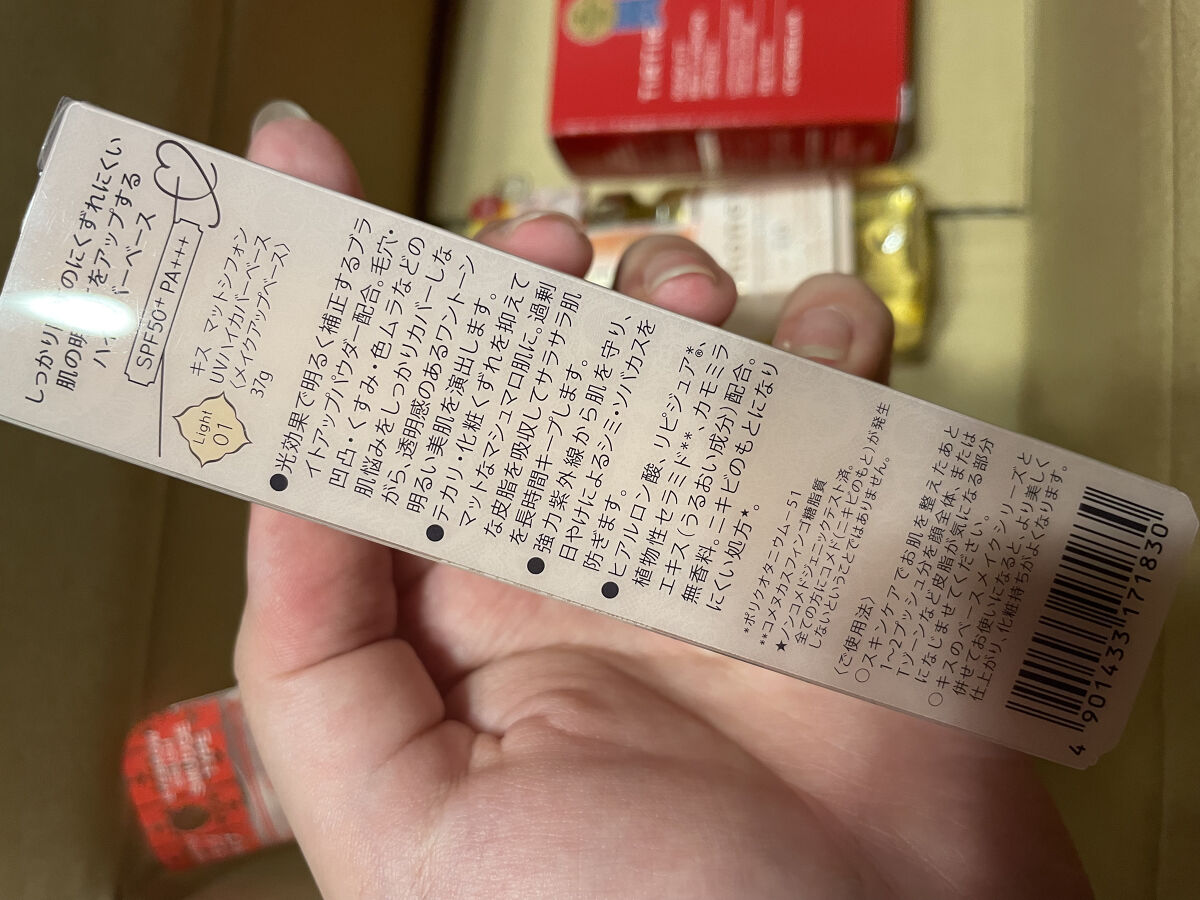 しっかり
のにくずれにくい
肌の
をアップする
ーベース
SPF50+ PA+++
キス マットシフォン
UVハイカバーベース
〈メイクアップベース〉
37g
Light
01
●光効果で明るく補正するブラ
イトアップパウダー配合。毛穴・
凹凸・くすみ・色ムラなどの
肌悩みをしっかりカバーしな
がら、透明感のあるワントーン
明るい美肌を演出します。
●テカリ・化粧くずれを抑えて
マットなマシュマロ肌に。過剰
な皮脂を吸収してサラサラ肌
を長時間キープします。
●強力紫外線から肌を守り、
日やけによるシミ・ソバカスを
防ぎます。
●ヒアルロン酸、リピジュア*®、
植物性セラミド**、カモミラ
エキス(うるおい成分)配合。
無香料。ニキビのもとになり
にくい処方★。
*ポリクオタニウム-51
**コメヌカスフィンゴ糖脂質
★ノンコメドジェニックテスト済。
全ての方にコメド(ニキビのもと)が発生
しないということではありません。
〈ご使用法〉
○スキンケアでお肌を整えたあと
1〜2プッシュ分を顔全体、または
Tゾーンなど皮脂が気になる部分
になじませてください。
○キスのベースメイクシリーズと
併せてお使いになると、より美しく
仕上がり、化粧持ちがよくなります。
4 901433 171830